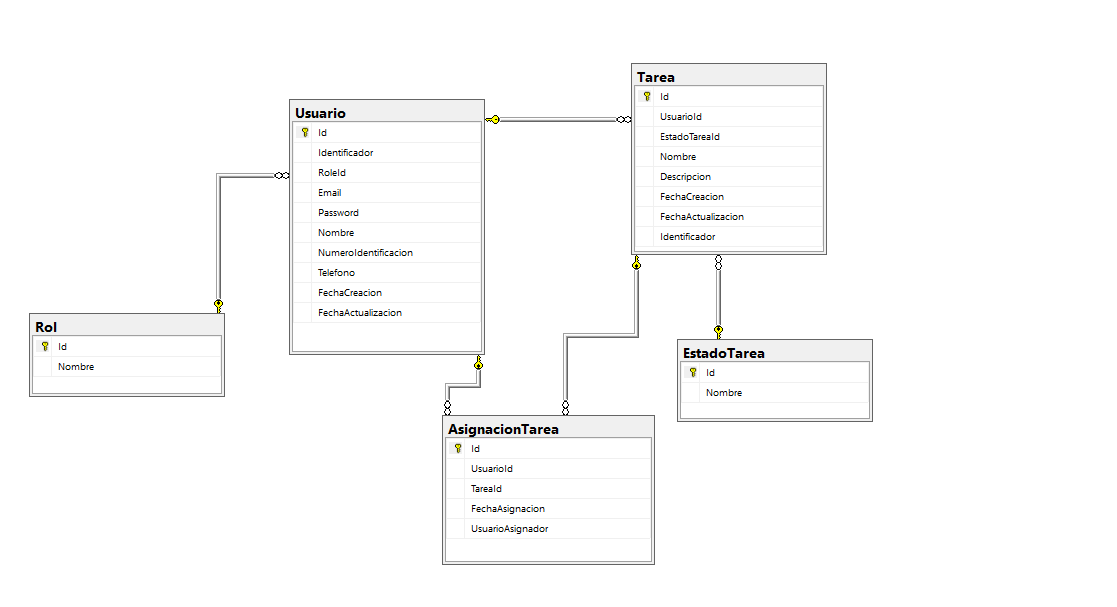 Tarea
Id
UsuarioId
EstadoTareaId
Nombre
Descripcion
FechaCreacion
FechaActualizacion
Identificador
Usuario
Id
Identificador
RoleId
Email
Password
Nombre
NumeroIdentificacion
Telefono
FechaCreacion
FechaActualizacion
Rol
Id
Nombre
EstadoTarea
Id
Nombre
AsignacionTarea
Id
UsuarioId
TareaId
FechaAsignacion
UsuarioAsignador